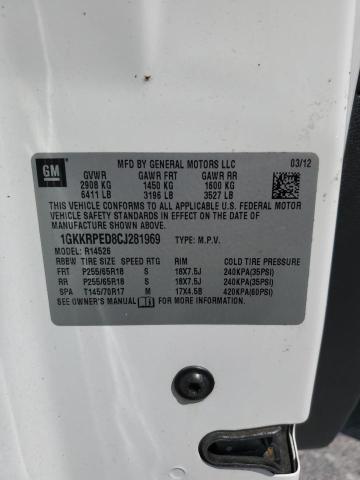 GM
MFD BY GENERAL MOTORS LLC 03/12
GVWR GAWR FRT GAWR RR
2908 KG 1450 KG 1600 KG
6411 LB 3196 LB 3527 LB
THIS VEHICLE CONFORMS TO ALL APPLICABLE U.S. FEDERAL MOTOR
VEHICLE SAFETY AND THEFT PREVENTION STANDARDS IN EFFECT ON THE DATE OF
MANUFACTURE SHOWN ABOVE.
1GKKRPED8CJ281969 TYPE: M.P.V.
MODEL: R14526
TIRE SIZE SPEED RTG RIM COLD TIRE PRESSURE
FRT P255/65R18 S 18X7.5J 240KPA(35PSI)
RR P255/65R18 S 18X7.5J 240KPA(35PSI)
SPA T145/70R17 M 17X4.5B 420KPA(60PSI)
SEE OWNER'S MANUAL FOR MORE INFORMATION.